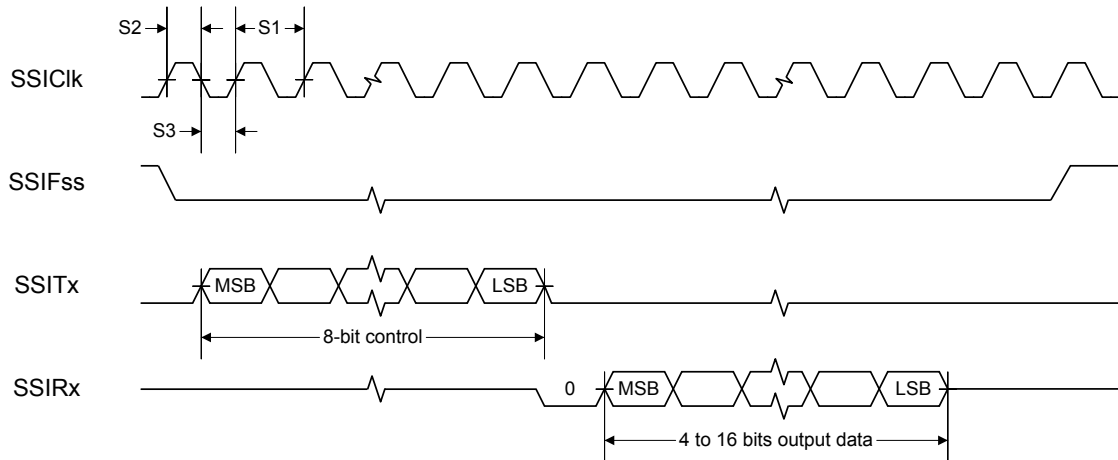 S2
S1
SSIClk
S3
SSIFss
SSITx
MSB
LSB
8-bit control
SSIRx
0
MSB
LSB
4 to 16 bits output data